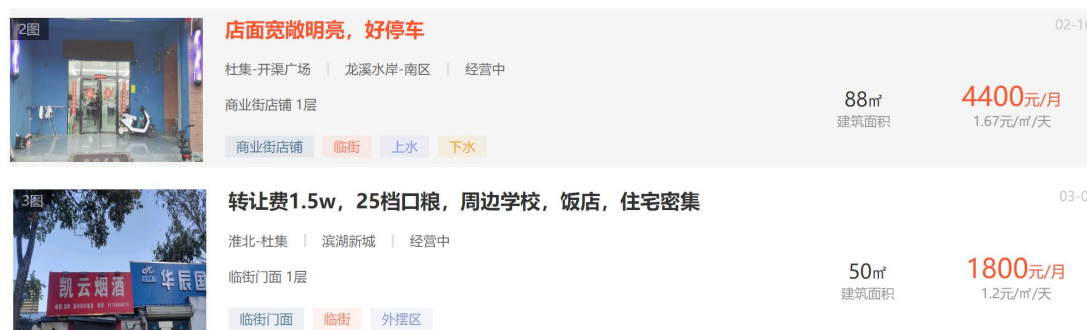 2图
店面宽敞明亮，好停车
02-1
杜集-开渠广场 龙溪水岸-南区 经营中
商业街店铺 1层
88㎡
建筑面积
4400元/月
1.67元/㎡/天
商业街店铺 临街 上水 下水
3图
转让费1.5w，25档口粮，周边学校，饭店，住宅密集
03-0
淮北-杜集 滨湖新城 经营中
临街门面 1层
50㎡
建筑面积
1800元/月
1.2元/㎡/天
凯云烟酒
华辰国
临街门面 临街 外摆区